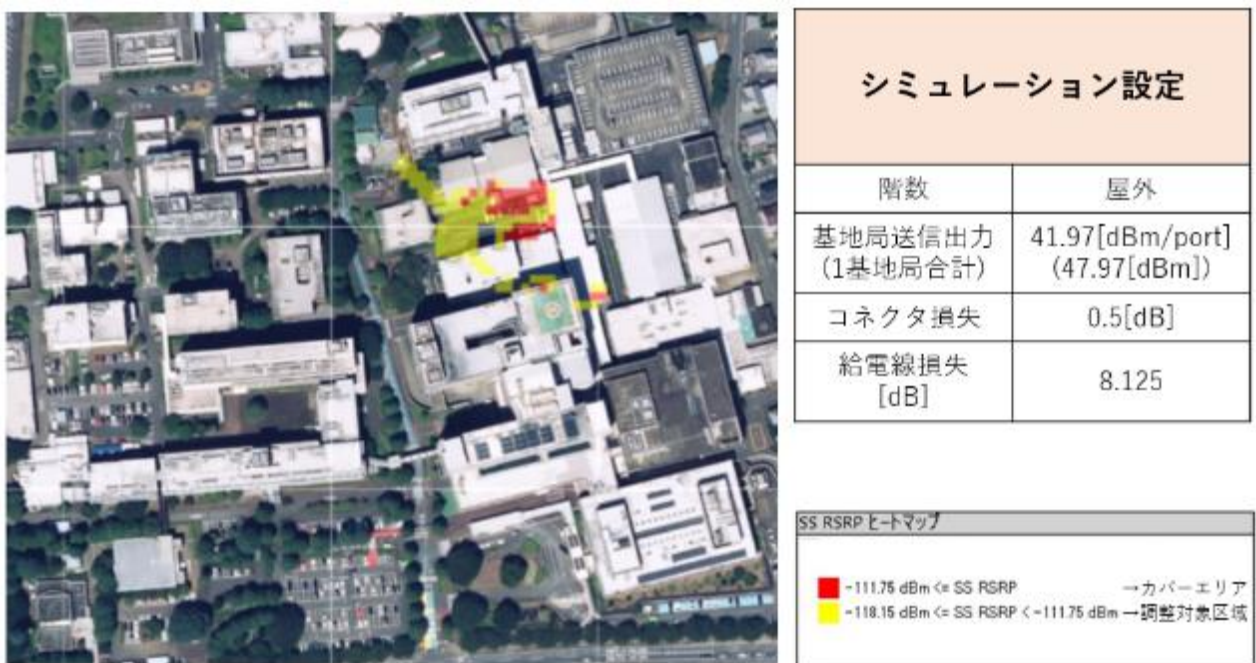 シミュレーション設定
階数 屋外
基地局送信出力 41.97[dBm/port]
(1基地局合計) (47.97[dBm])
コネクタ損失 0.5[dB]
給電線損失 8.125
[dB]
SS RSRP ヒートマップ
-111.75 dBm <= SS RSRP →カバーエリア
-118.15 dBm <= SS RSRP < -111.75 dBm →調整対象区域